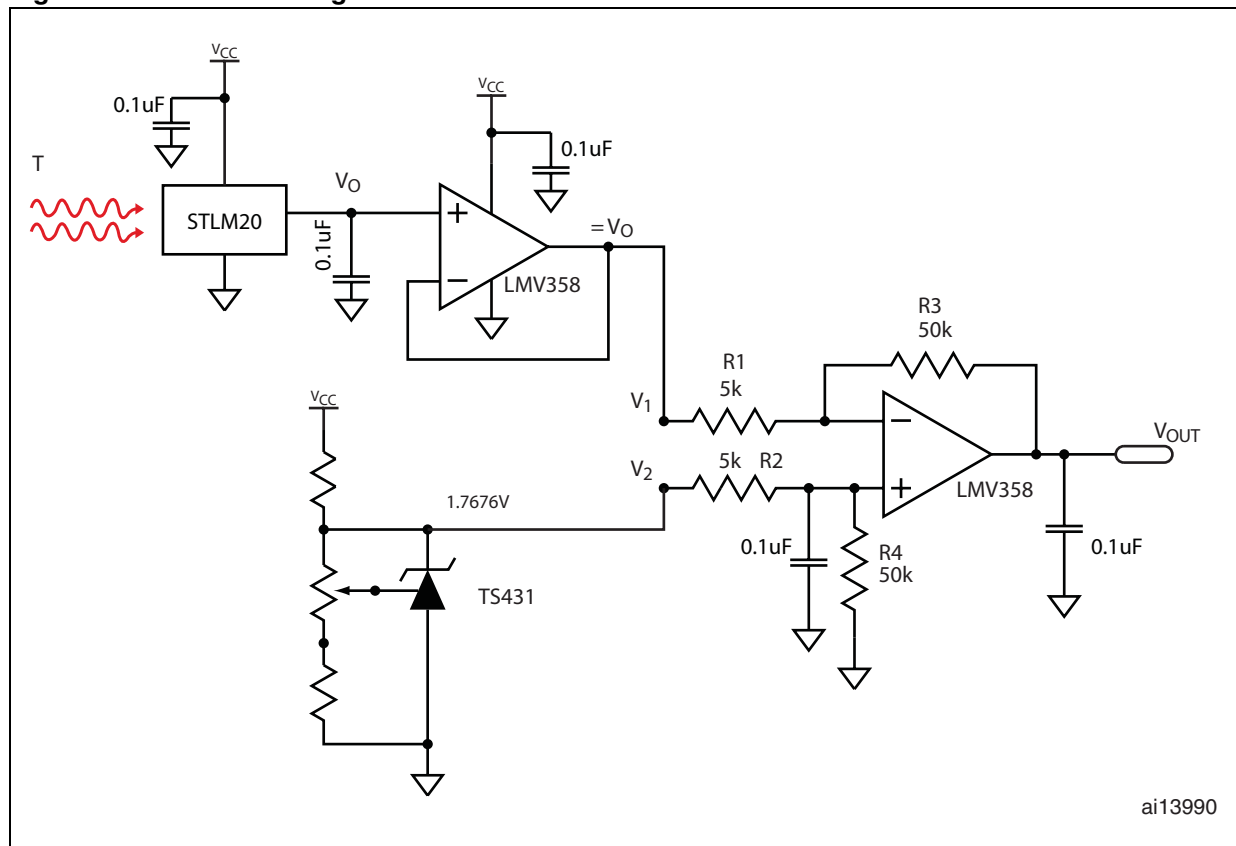 VCC
0.1uF
T
STLM20
VO
0.1uF
VCC
0.1uF
+
−
=VO
LMV358
VCC
1.7676V
TS431
V1
V2
R1
5k
5k R2
R3
50k
−
+
LMV358
VOUT
0.1uF
R4
50k
0.1uF
ai13990